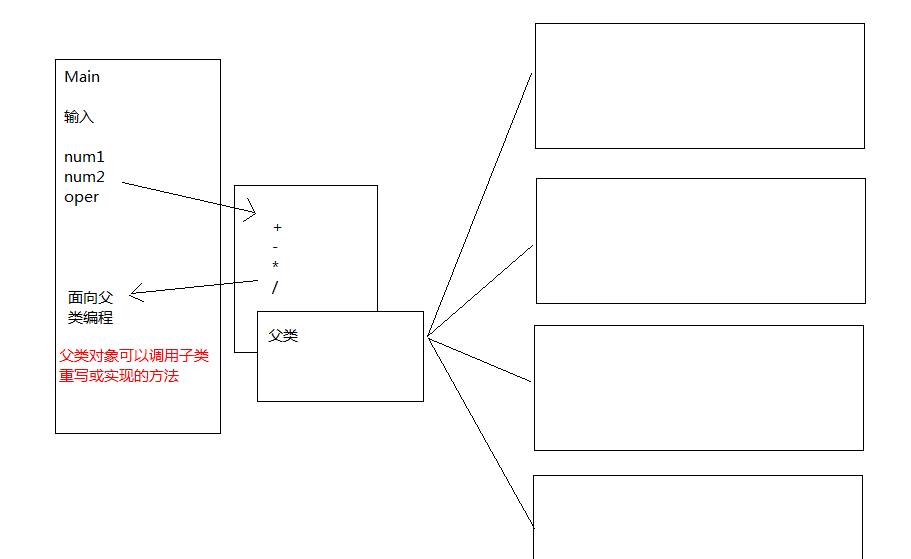 Main
输入
num1
num2
oper
面向父
类编程
父类对象可以调用子类
重写或实现的方法
+
-
*
/
父类